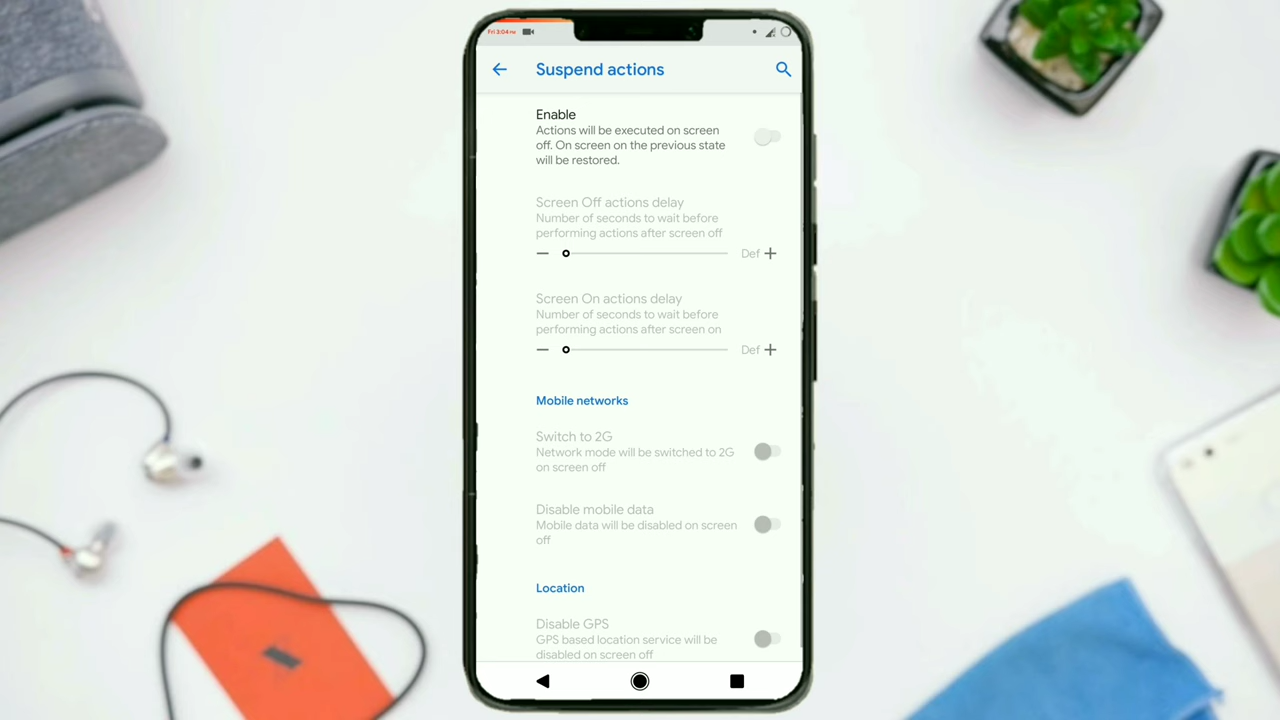 Fri 3:04 PM
Suspend actions
Enable
Actions will be executed on screen
off. On screen on the previous state
will be restored.
Screen Off actions delay
Number of seconds to wait before
performing actions after screen off
Def
Screen On actions delay
Number of seconds to wait before
performing actions after screen on
Def
Mobile networks
Switch to 2G
Network mode will be switched to 2G
on screen off
Disable mobile data
Mobile data will be disabled on screen
off
Location
Disable GPS
GPS based location service will be
disabled on screen off